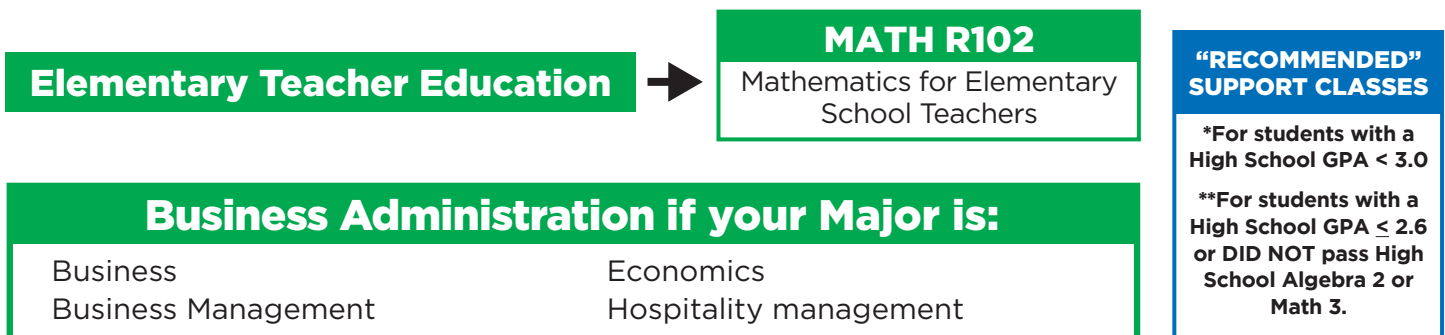 Elementary Teacher Education
MATH R102
Mathematics for Elementary
School Teachers
Business Administration if your Major is:
Business
Business Management
Economics
Hospitality management
“RECOMMENDED”
SUPPORT CLASSES
*For students with a
High School GPA < 3.0
**For students with a
High School GPA ≤ 2.6
or DID NOT pass High
School Algebra 2 or
Math 3.